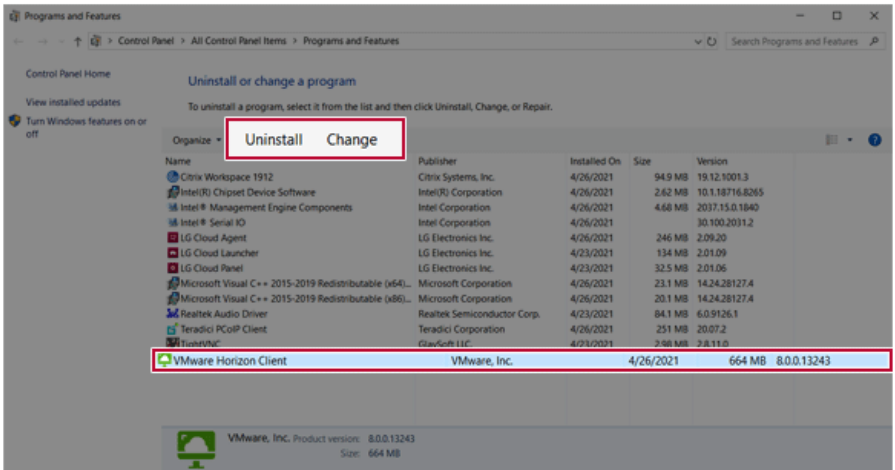 Programs and Features
Control Panel > All Control Panel Items > Programs and Features
Search Programs and Features
Control Panel Home
View installed updates
Turn Windows features on or
off
Uninstall or change a program
To uninstall a program, select it from the list and then click Uninstall, Change, or Repair.
Organize Uninstall Change
Name Publisher Installed On Size Version
Citrix Workspace 1912 Citrix Systems, Inc. 4/26/2021 94.9 MB 19.12.1001.3
Intel(R) Chipset Device Software Intel(R) Corporation 4/26/2021 2.62 MB 10.1.18716.8265
Intel® Management Engine Components Intel Corporation 4/26/2021 4.68 MB 2037.15.0.1840
Intel® Serial IO Intel Corporation 4/26/2021 30.100.2031.2
LG Cloud Agent LG Electronics Inc. 4/26/2021 246 MB 2.09.20
LG Cloud Launcher LG Electronics Inc. 4/23/2021 134 MB 2.01.09
LG Cloud Panel LG Electronics Inc. 4/23/2021 32.5 MB 2.01.06
Microsoft Visual C++ 2015-2019 Redistributable (x64)... Microsoft Corporation 4/26/2021 23.1 MB 14.24.28127.4
Microsoft Visual C++ 2015-2019 Redistributable (x86)... Microsoft Corporation 4/26/2021 20.1 MB 14.24.28127.4
Realtek Audio Driver Realtek Semiconductor Corp. 4/23/2021 84.1 MB 6.0.9126.1
Teradici PCoIP Client Teradici Corporation 4/26/2021 251 MB 20.07.2
TightVNC GlavSoft LLC. 4/23/2021 2.98 MB 2.8.11.0
VMware Horizon Client VMware, Inc. 4/26/2021 664 MB 8.0.0.13243
VMware, Inc. Product version: 8.0.0.13243
Size: 664 MB